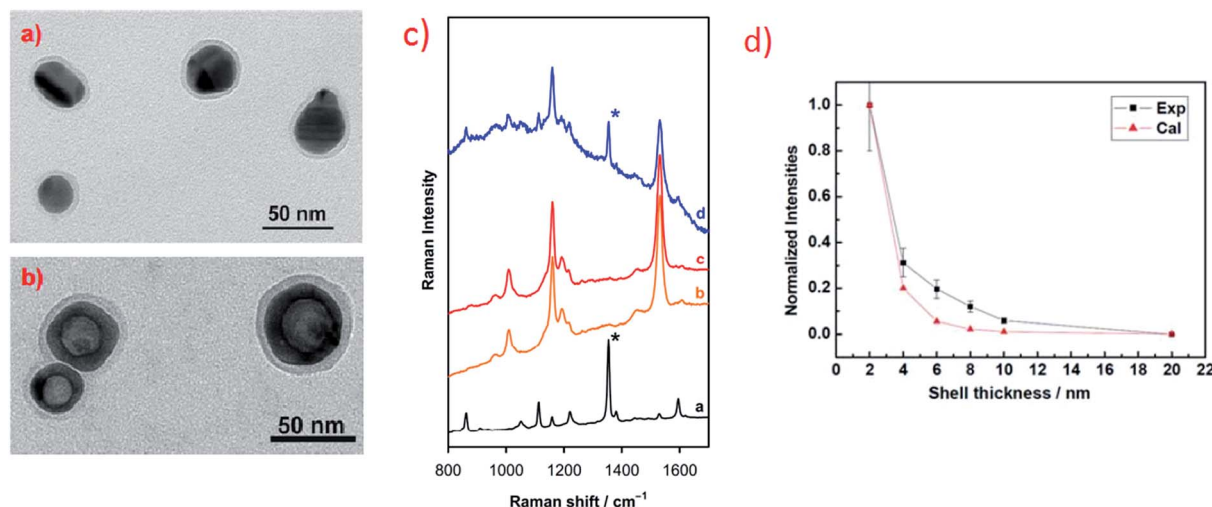 a)
50 nm
b)
50 nm
c)
Raman Intensity
*
d
c
b
*
a
800 1000 1200 1400 1600
Raman shift / cm⁻¹
d)
Normalized Intensities
1.0
0.8
0.6
0.4
0.2
0.0
Exp
Cal
0 2 4 6 8 10 12 14 16 18 20 22
Shell thickness / nm